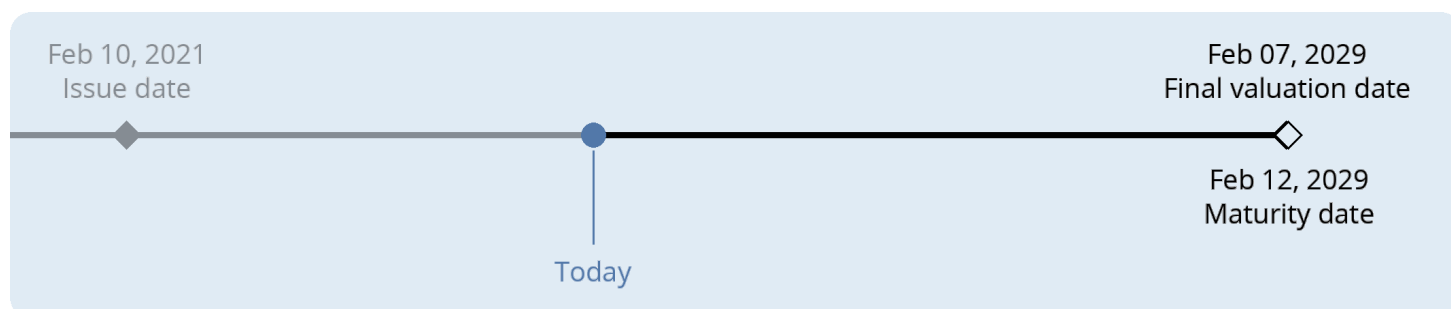 Feb 10, 2021
Issue date
Feb 07, 2029
Final valuation date
Feb 12, 2029
Maturity date
Today